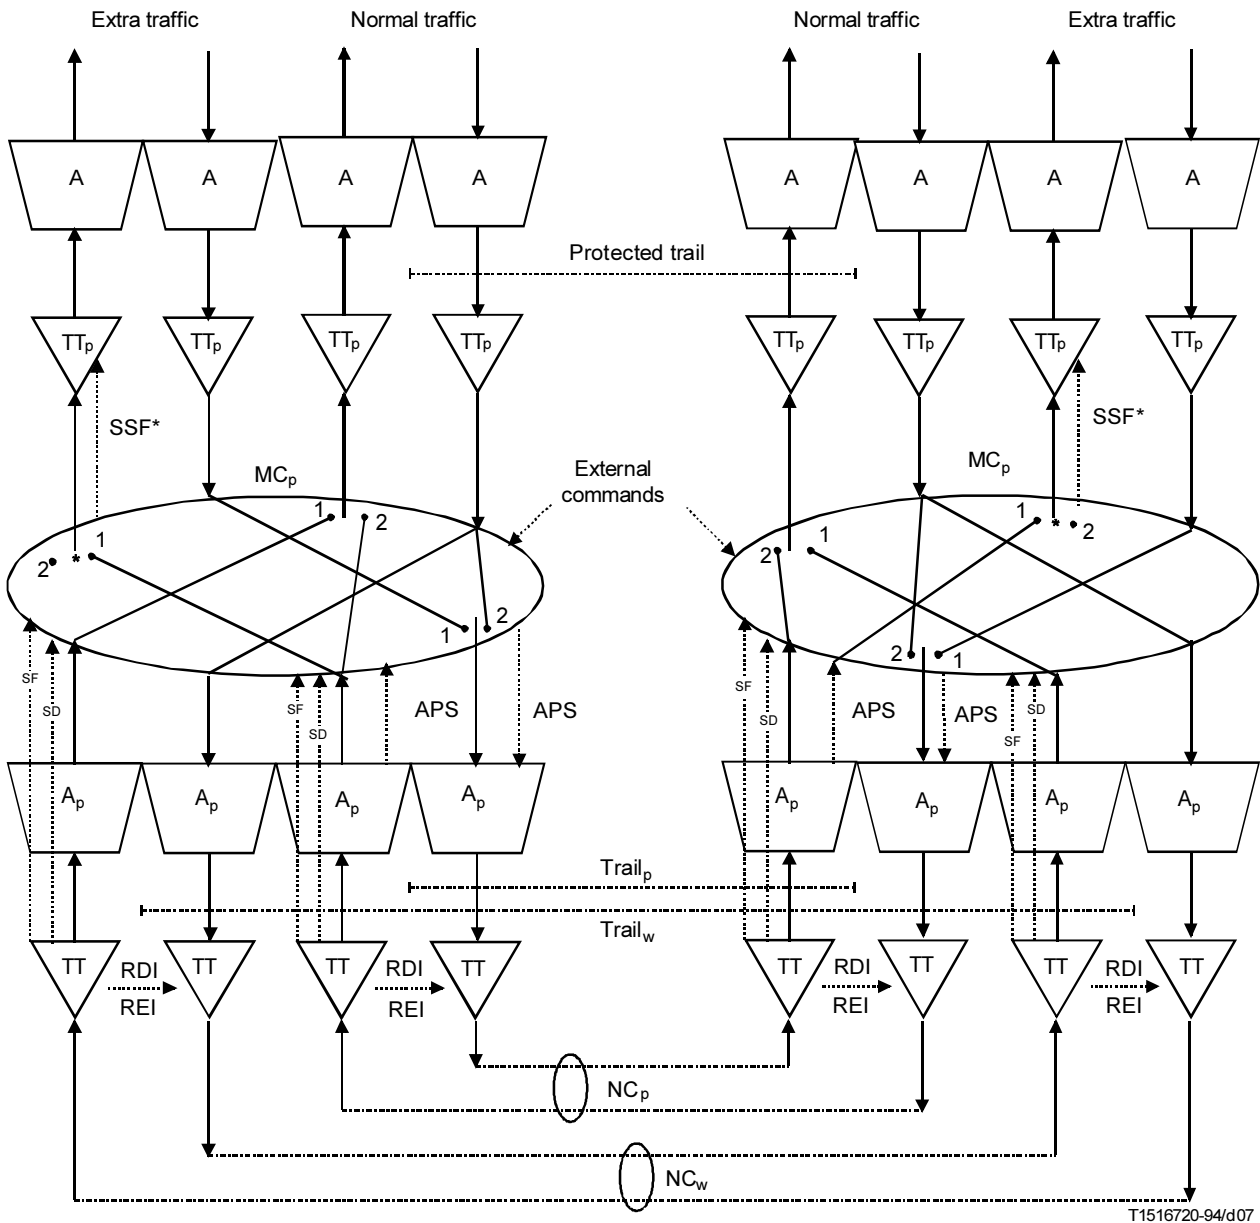 Extra traffic Normal traffic Normal traffic Extra traffic
A A A A A A A A
Protected trail
TTp TTp TTp TTp TTp TTp TTp TTp
SSF* SSF*
MCp External commands MCp
1 2 1 * 2
2 * 1 2 1
1 2 2 1
SF SD SF SD APS APS SF SD APS APS SF SD
Ap Ap Ap Ap Ap Ap Ap Ap
Trailp
Trailw
TT RDI REI TT TT RDI REI TT TT RDI REI TT TT RDI REI TT
NCp
NCw
T1516720-94/d07